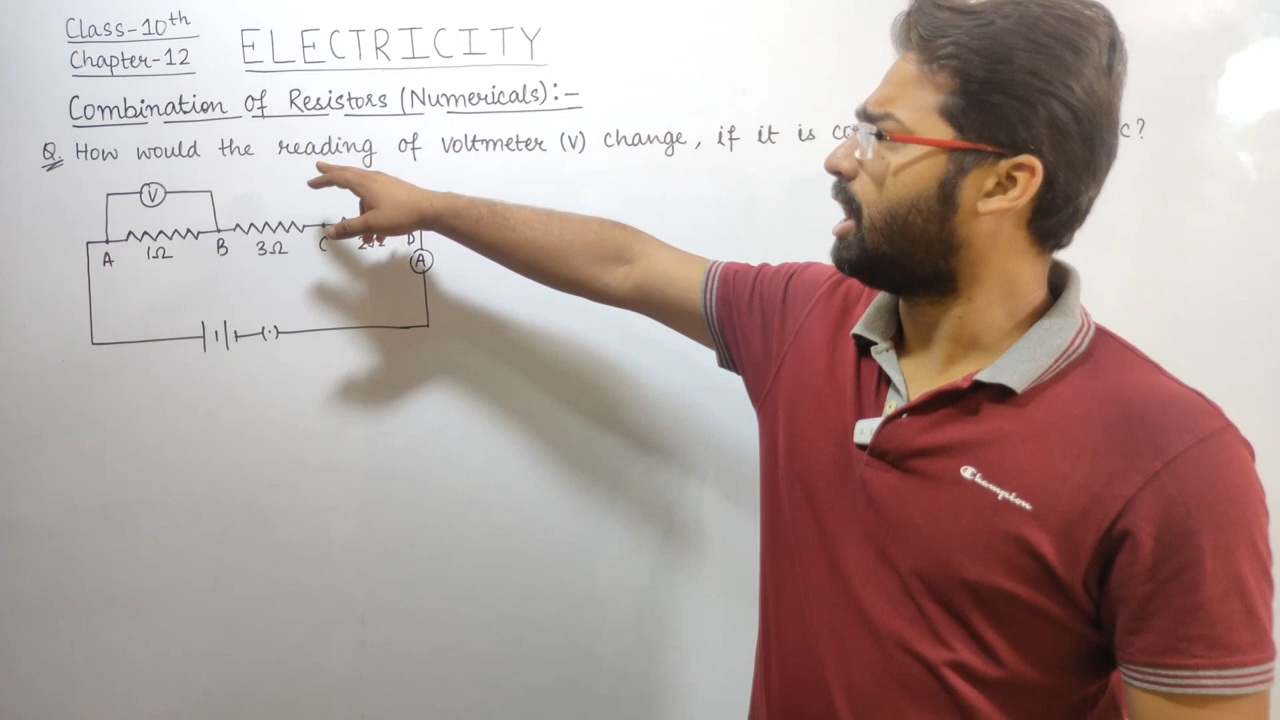 Class-10th
Chapter-12
ELECTRICITY
Combination of Resistors (Numericals):-
Q. How would the reading of voltmeter (V) change, if it is c?
V
A 1Ω B 3Ω C 2Ω D
A
Champion